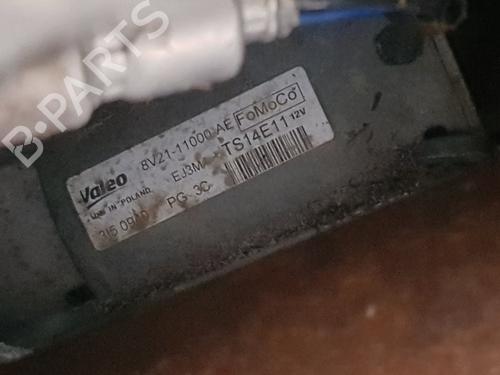 B-PARTS
Valeo
8V21-11000 AE
FoMoCo
EJ3M
TS14E11 12V
MADE IN POLAND
PG 3C